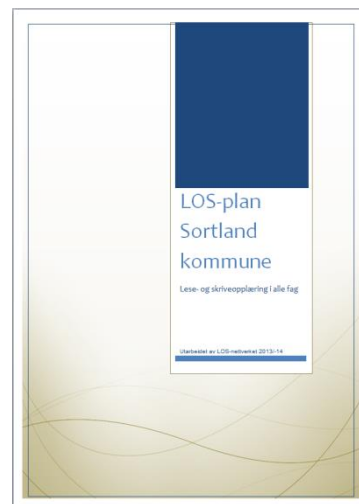 LOS-plan
Sortland
kommune
Lese- og skriveopplæring i alle fag
Utarbeidet av LOS-nettverket 2013/-14